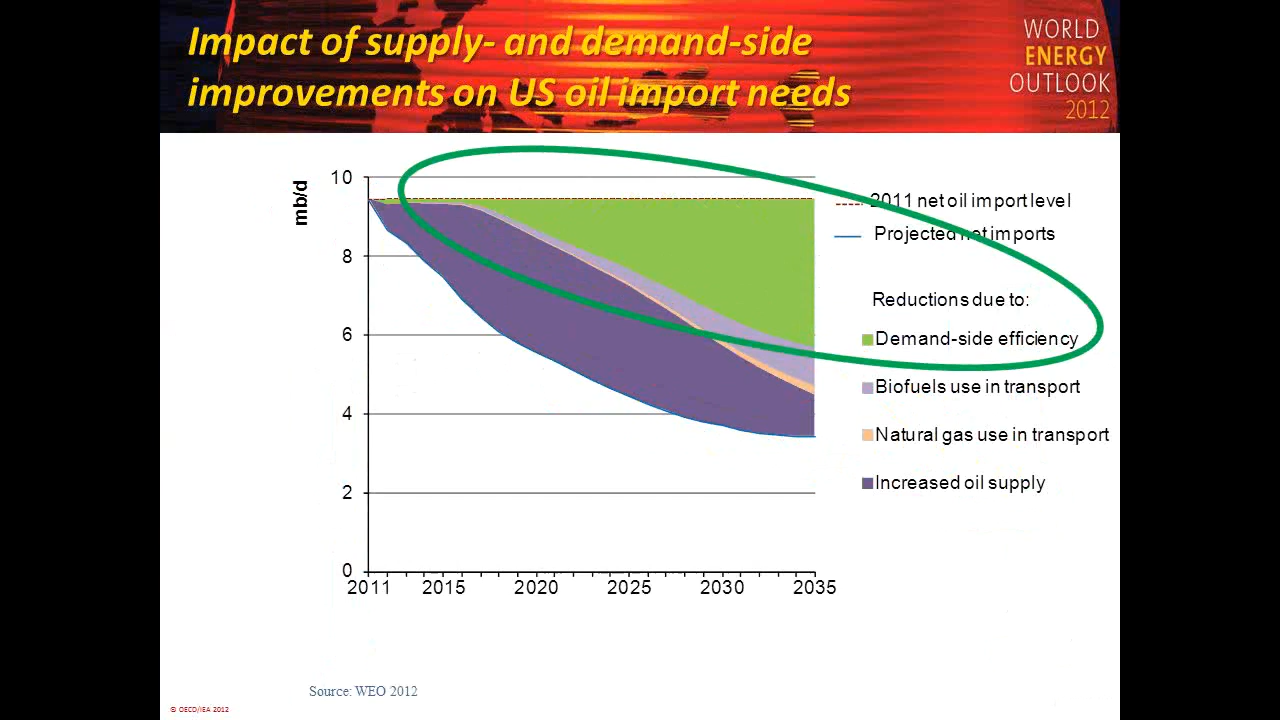 Impact of supply- and demand-side
improvements on US oil import needs
WORLD
ENERGY
OUTLOOK
2012
mb/d
10
8
6
4
2
0
2011 2015 2020 2025 2030 2035
2011 net oil import level
Projected net imports
Reductions due to:
Demand-side efficiency
Biofuels use in transport
Natural gas use in transport
Increased oil supply
Source: WEO 2012
© OECD/IEA 2012